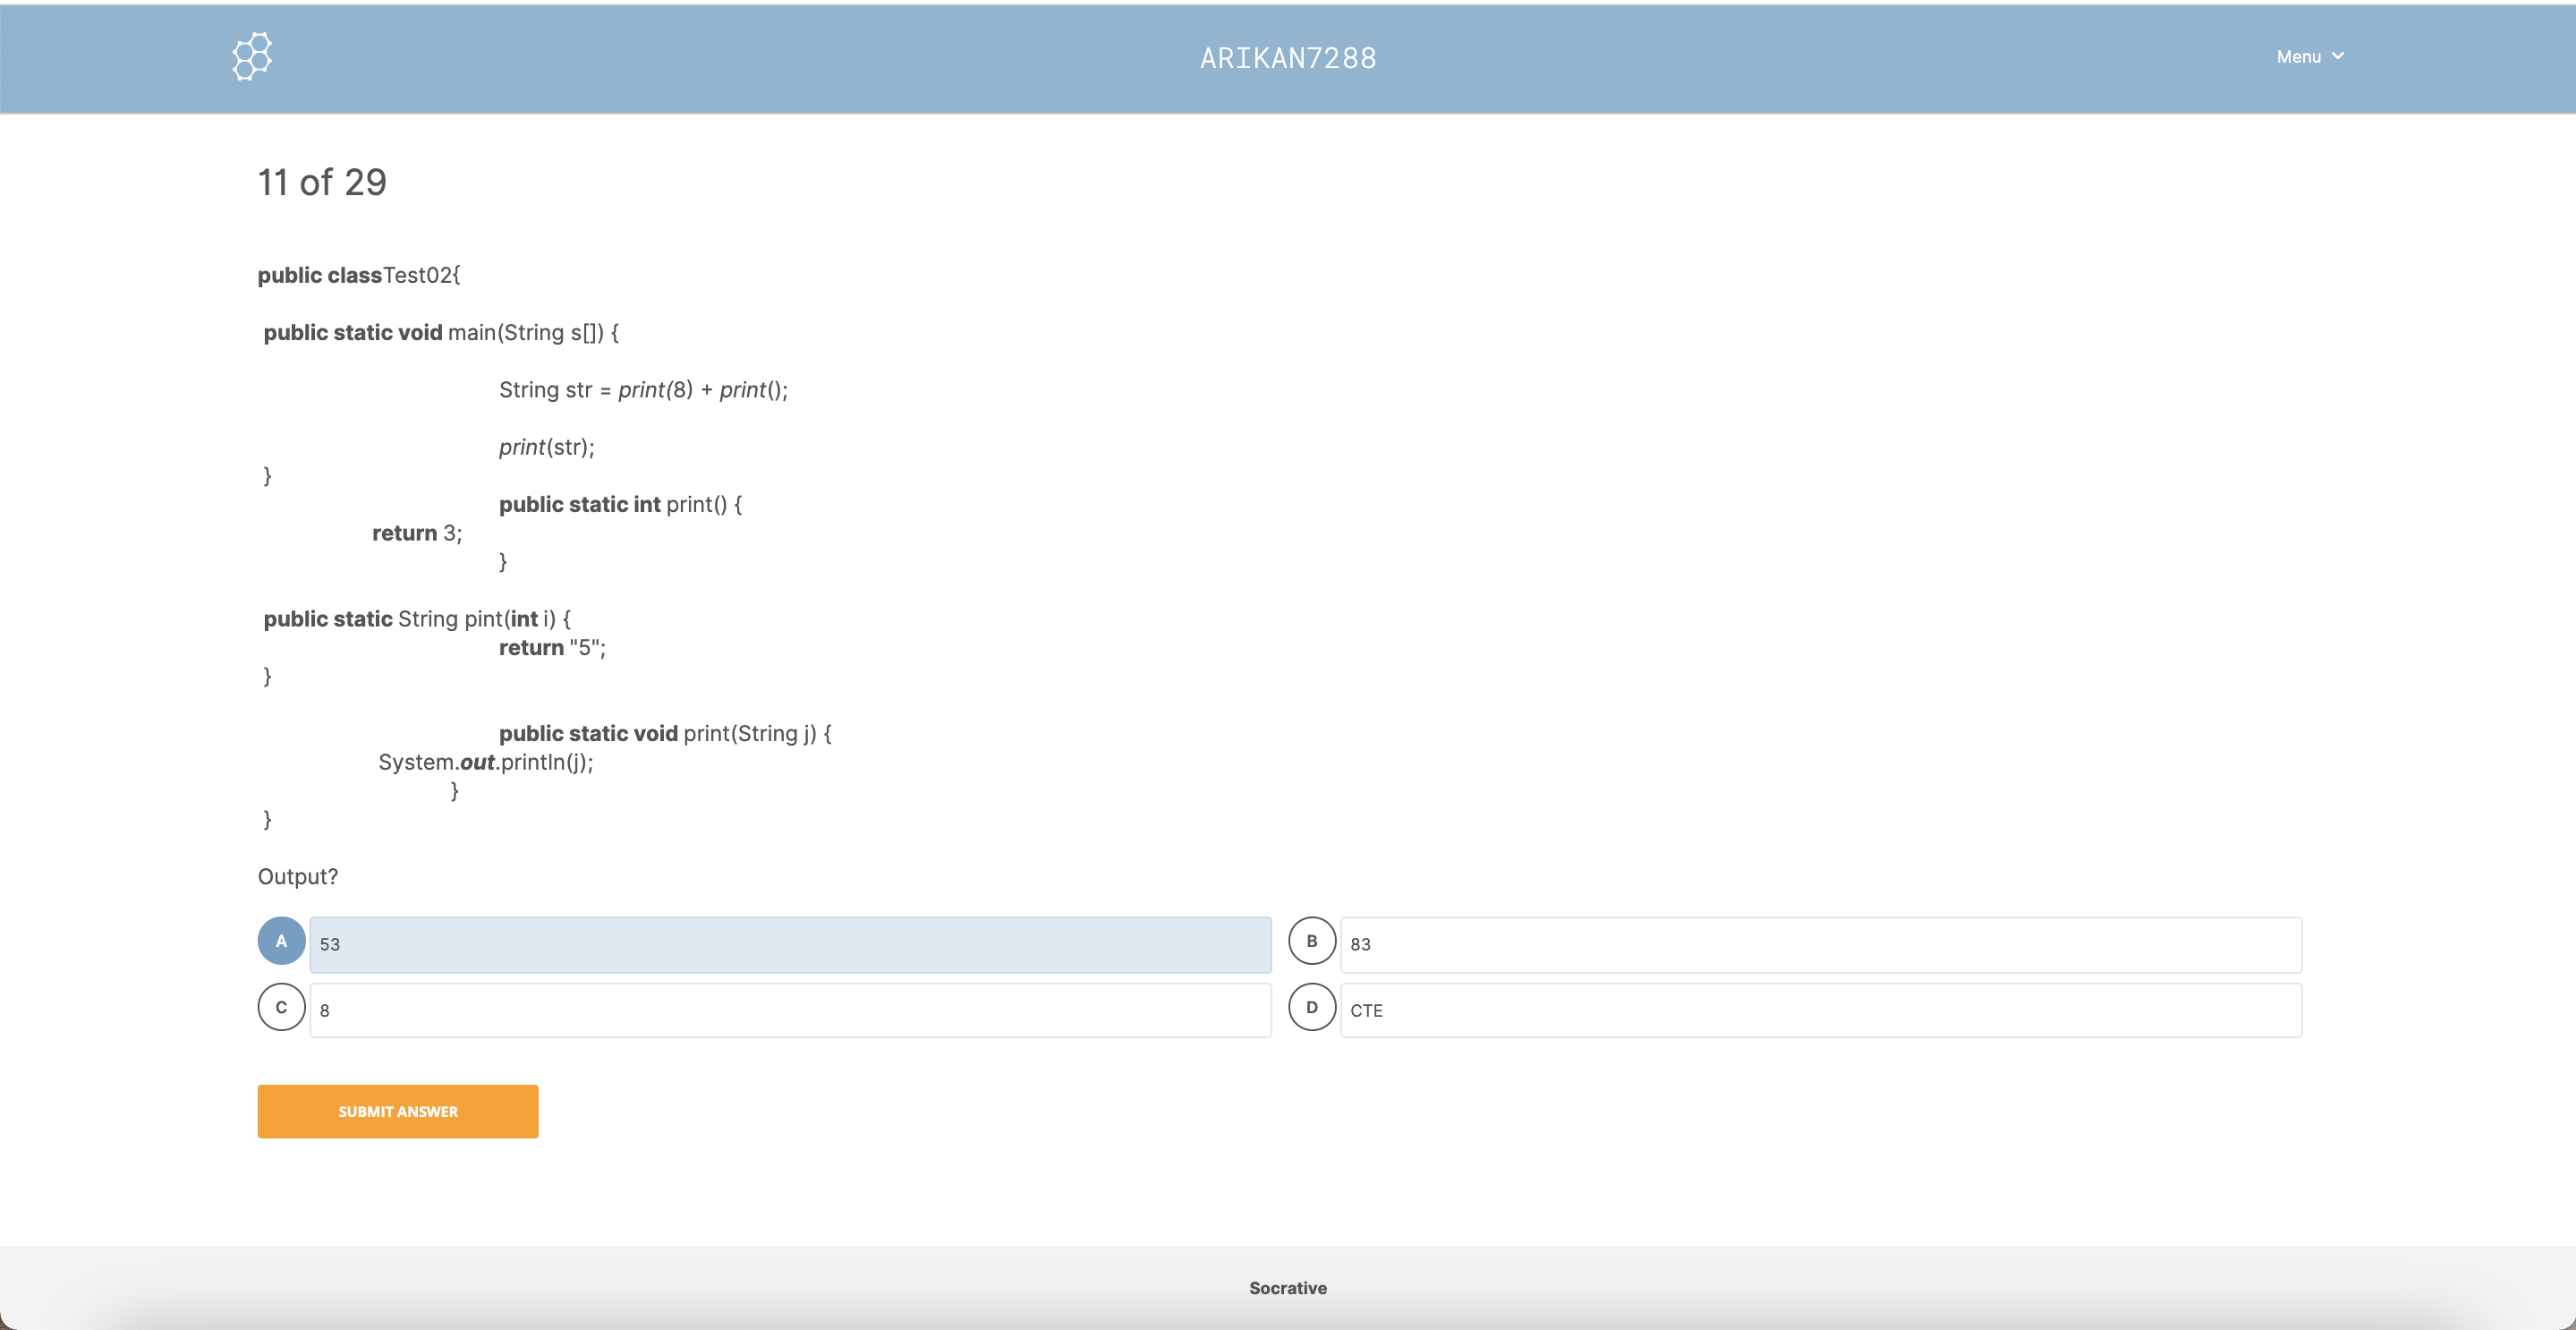 ARIKAN7288
Menu
11 of 29
public classTest02{
public static void main(String s[]) {
String str = print(8) + print();
print(str);
}
public static int print() {
return 3;
}
public static String pint(int i) {
return "5";
}
public static void print(String j) {
System.out.println(j);
}
}
Output?
A 53
B 83
C 8
D CTE
SUBMIT ANSWER
Socrative